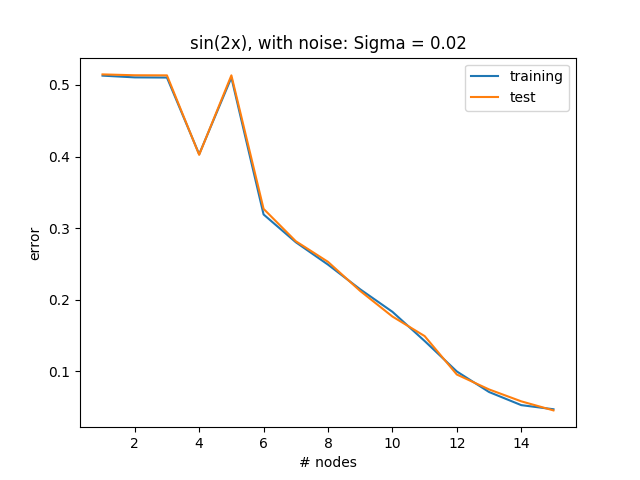 sin(2x), with noise: Sigma = 0.02
training
test
0.5
0.4
0.3
0.2
0.1
error
2 4 6 8 10 12 14
# nodes